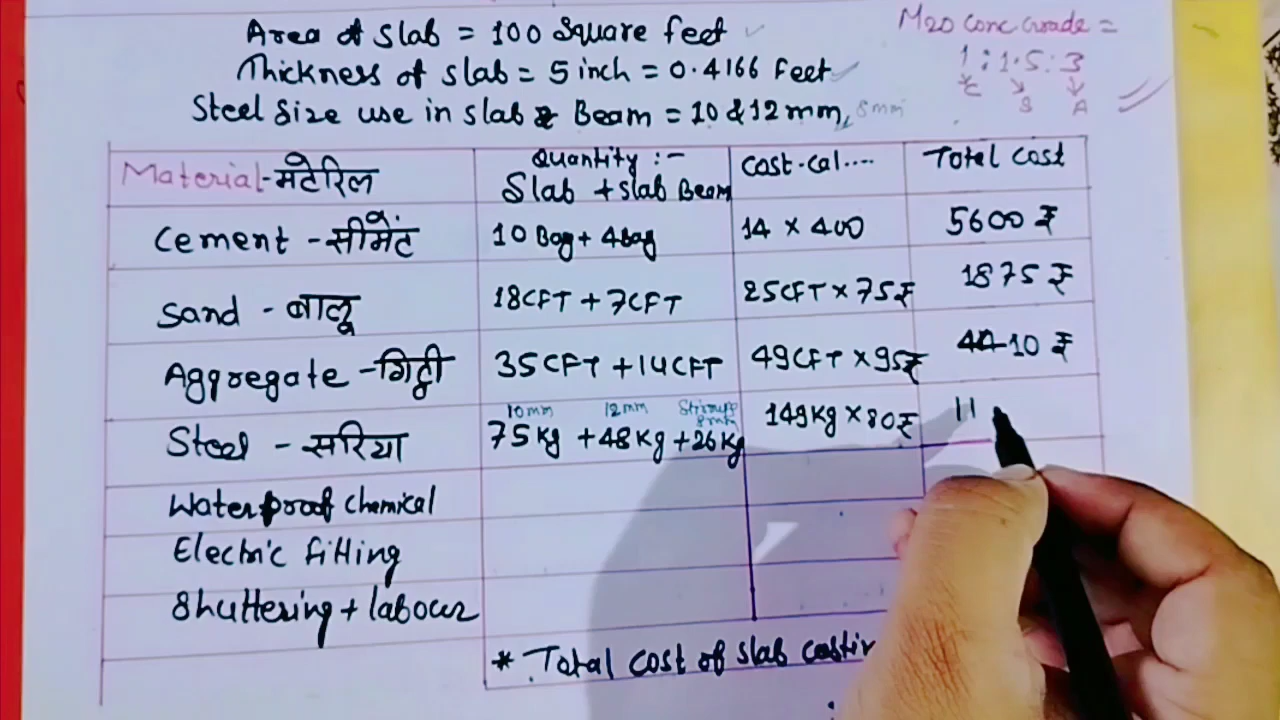 Area of Slab = 100 Square feet
Thickness of Slab = 5 inch = 0.4166 Feet
Steel Size use in slab & Beam = 10 & 12 mm, 8mm
M20 Conc Grade =
1 : 1.5 : 3
C S A
Material-मटेरिल Quantity :- Slab + Slab Beam Cost-cal.... Total Cost
Cement - सीमेंट 10 Bag + 4 Bag 14 × 400 5600 ₹
Sand - बालू 18 CFT + 7 CFT 25 CFT × 75 ₹ 1875 ₹
Aggregate - गिट्टी 35 CFT + 14 CFT 49 CFT × 95 ₹ 10 ₹
10mm 12mm 8mm
Steel - सरिया 75 Kg + 48 Kg + 26 Kg 149 Kg × 80 ₹ 11
Waterproof Chemical
Electric fitting
Shuttering + labour
* Total Cost of slab castin